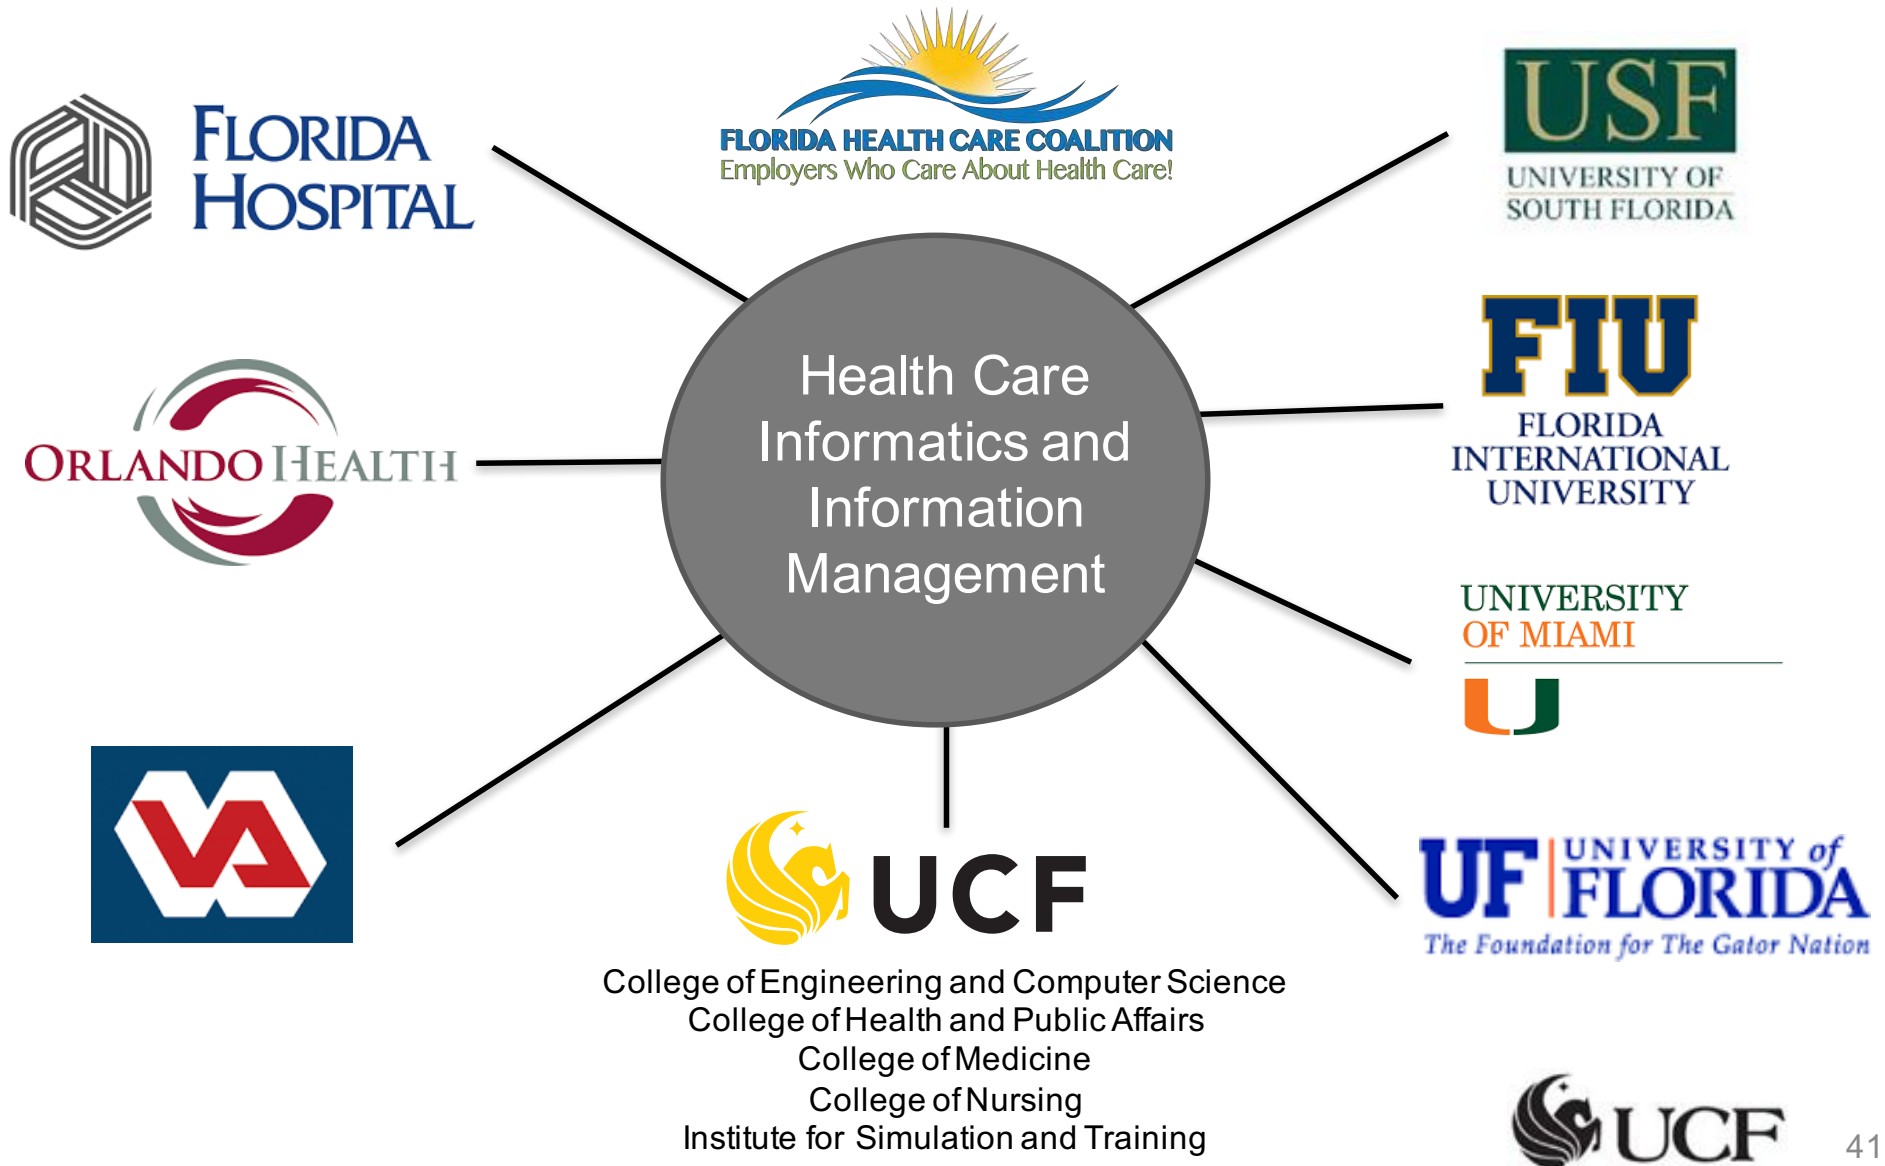 FLORIDA
HOSPITAL
FLORIDA HEALTH CARE COALITION
Employers Who Care About Health Care!
USF
UNIVERSITY OF
SOUTH FLORIDA
ORLANDO HEALTH
Health Care
Informatics and
Information
Management
FIU
FLORIDA
INTERNATIONAL
UNIVERSITY
UNIVERSITY
OF MIAMI
U
VA
UCF
College of Engineering and Computer Science
College of Health and Public Affairs
College of Medicine
College of Nursing
Institute for Simulation and Training
UF UNIVERSITY of
FLORIDA
The Foundation for The Gator Nation
UCF
41